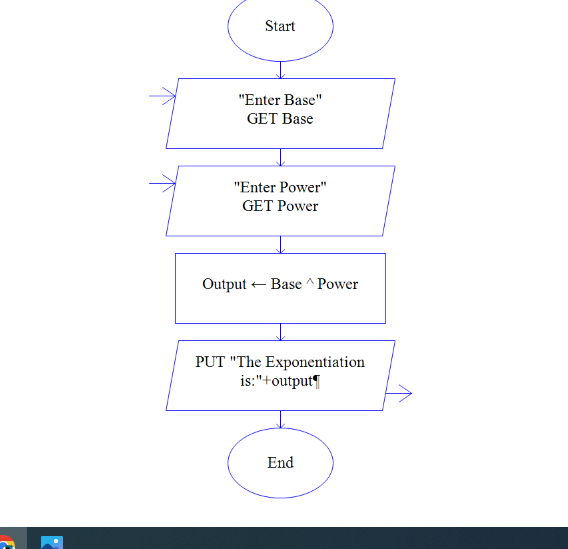 Start
"Enter Base"
GET Base
"Enter Power"
GET Power
Output ← Base ^ Power
PUT "The Exponentiation
is:"+output¶
End